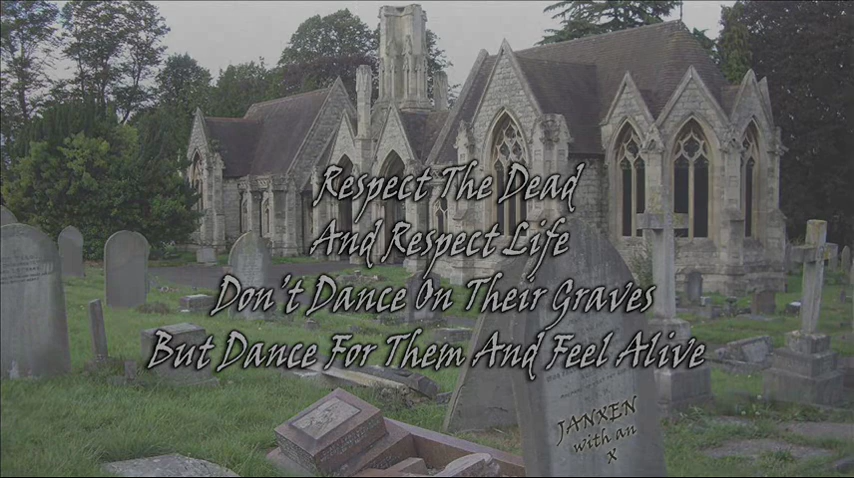 Respect The Dead
And Respect Life
Don't Dance On Their Graves
But Dance For Them And Feel Alive
JANXEN
with an
X